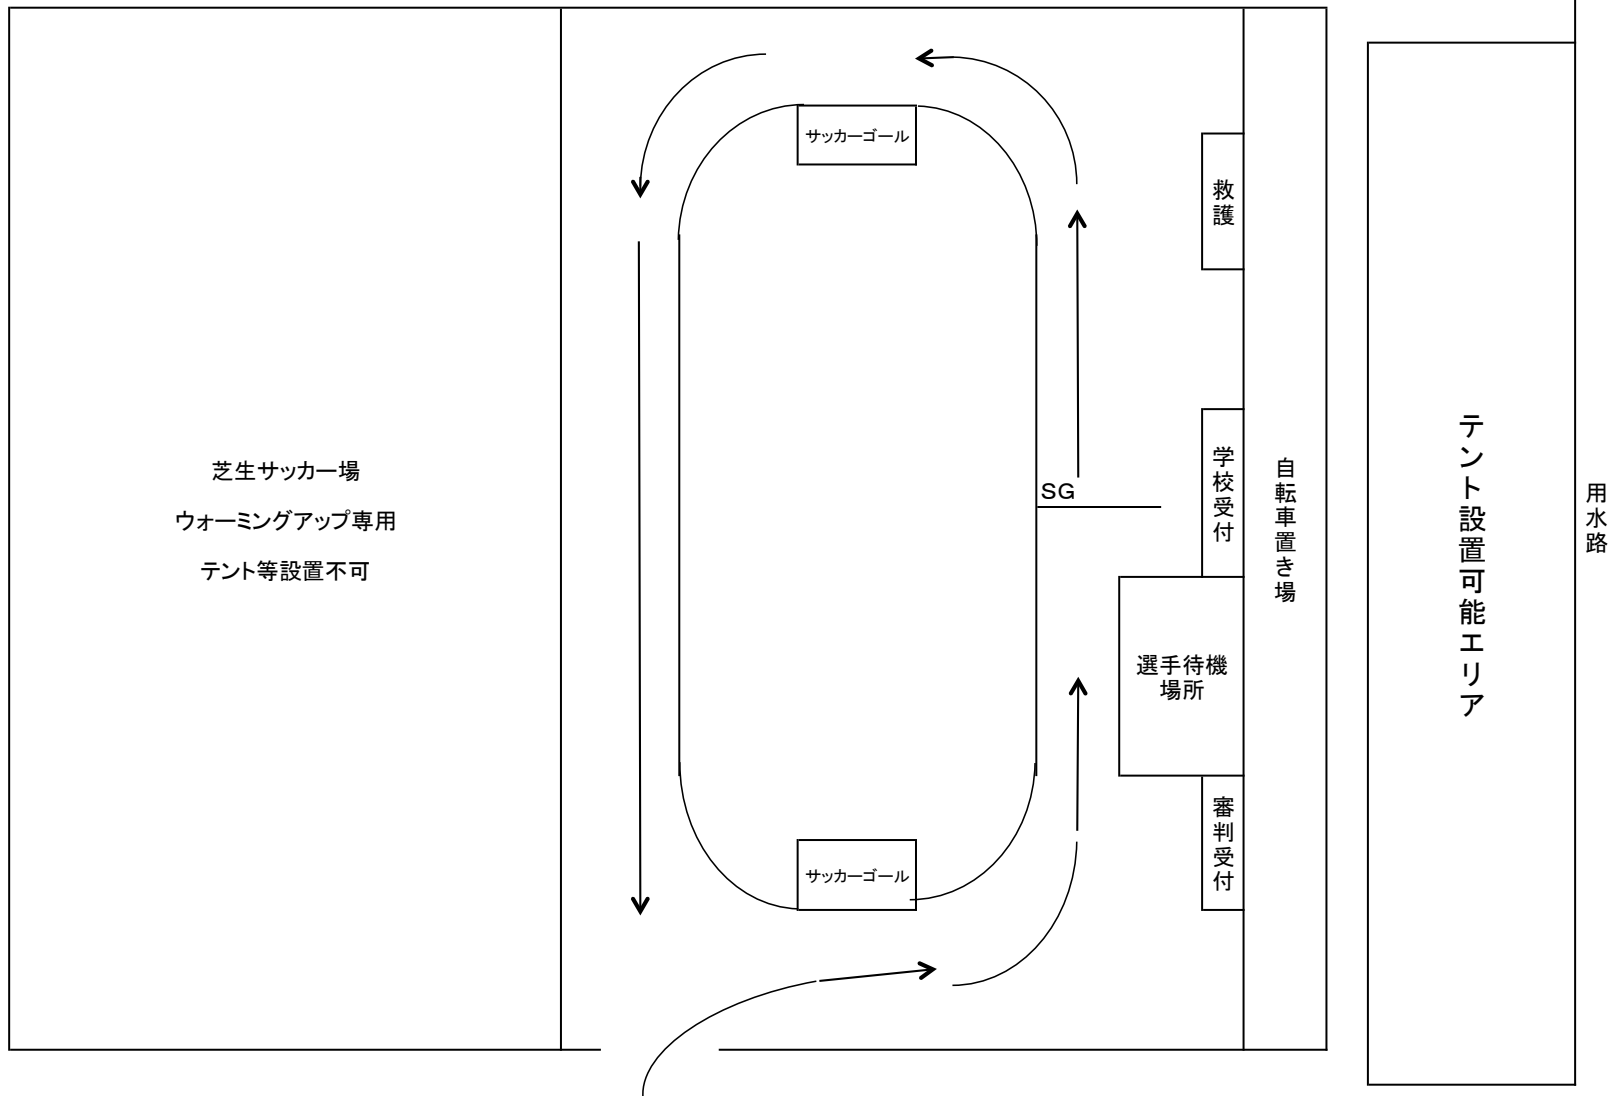 サッカーゴール
救護
芝生サッカー場
ウォーミングアップ専用
テント等設置不可
SG
学校受付
自転車置き場
テント設置可能エリア
用水路
選手待機
場所
審判受付
サッカーゴール